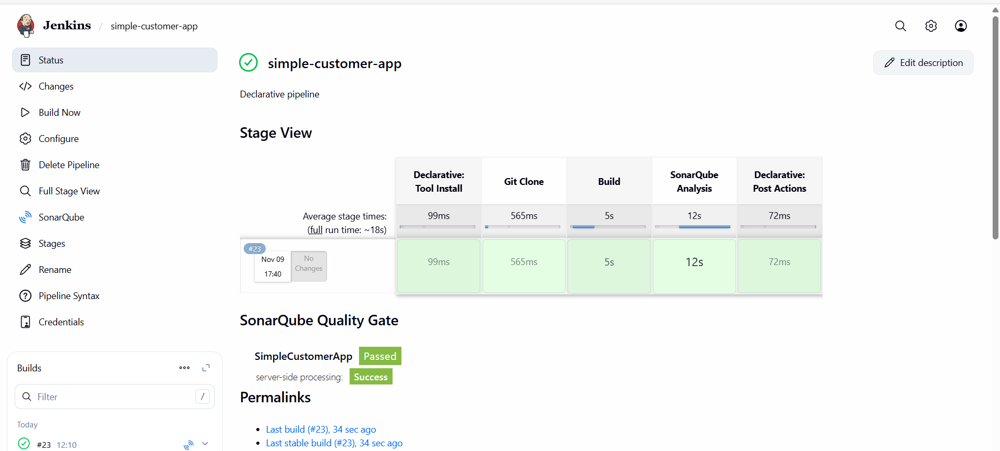 Jenkins / simple-customer-app
Status
Changes
Build Now
Configure
Delete Pipeline
Full Stage View
SonarQube
Stages
Rename
Pipeline Syntax
Credentials
Builds
Filter /
Today
#23 12:10
simple-customer-app
Edit description
Declarative pipeline
Stage View
Declarative:
Tool Install
Git Clone
Build
SonarQube
Analysis
Declarative:
Post Actions
Average stage times:
(full run time: ~18s)
99ms 565ms 5s 12s 72ms
#23
Nov 09
17:40
No
Changes
99ms 565ms 5s 12s 72ms
SonarQube Quality Gate
SimpleCustomerApp Passed
server-side processing: Success
Permalinks
Last build (#23), 34 sec ago
Last stable build (#23), 34 sec ago